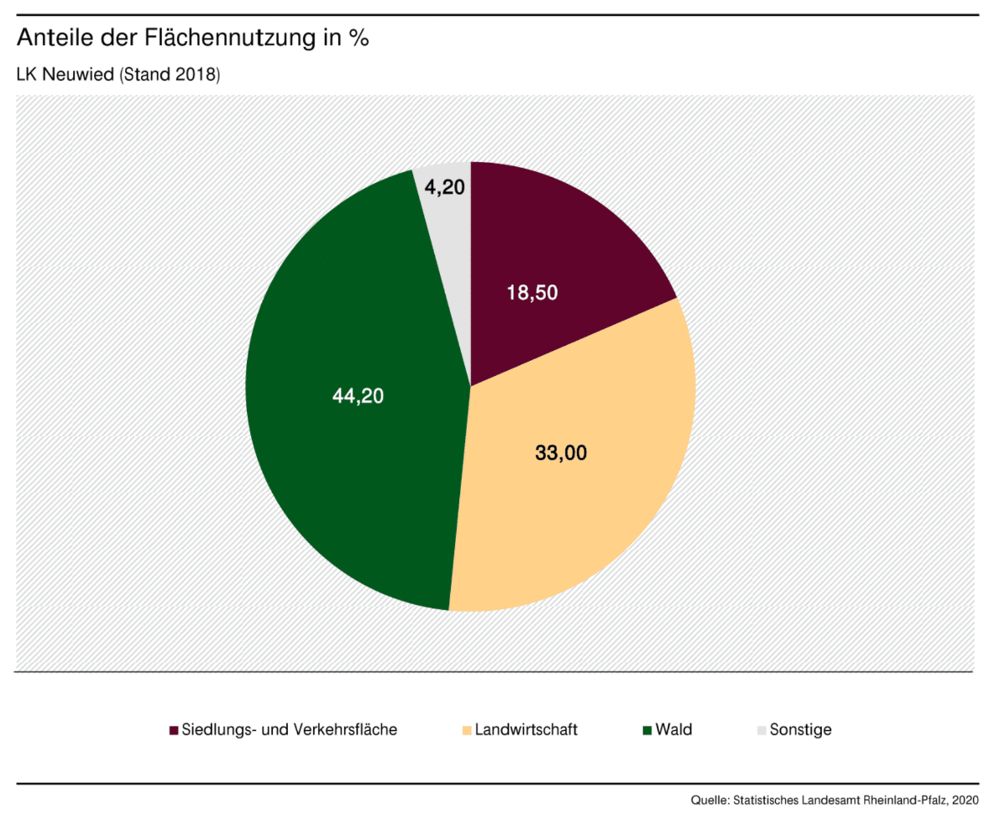 Anteile der Flächennutzung in %
LK Neuwied (Stand 2018)
4,20
18,50
44,20
33,00
Siedlungs- und Verkehrsfläche Landwirtschaft Wald Sonstige
Quelle: Statistisches Landesamt Rheinland-Pfalz, 2020